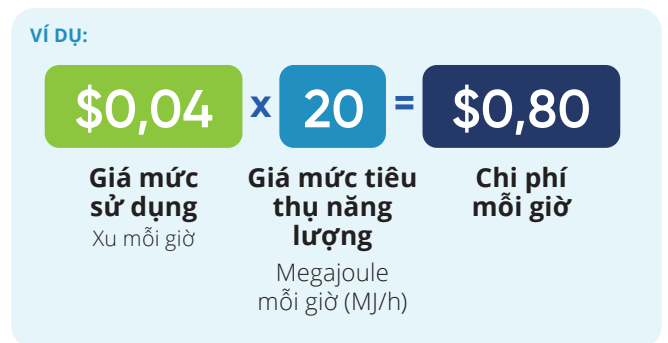 VÍ DỤ:
$0,04 x 20 = $0,80
Giá mức
sử dụng
Xu mỗi giờ
Giá mức tiêu
thụ năng
lượng
Megajoule
mỗi giờ (MJ/h)
Chi phí
mỗi giờ